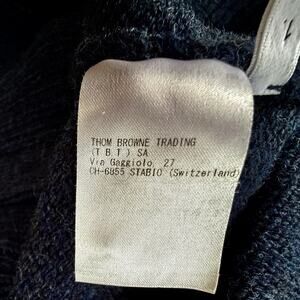 THOM BROWNE TRADING
(T B T) SA
Via Gaggiolo, 27
CH-6855 STABIO (Switzerland)